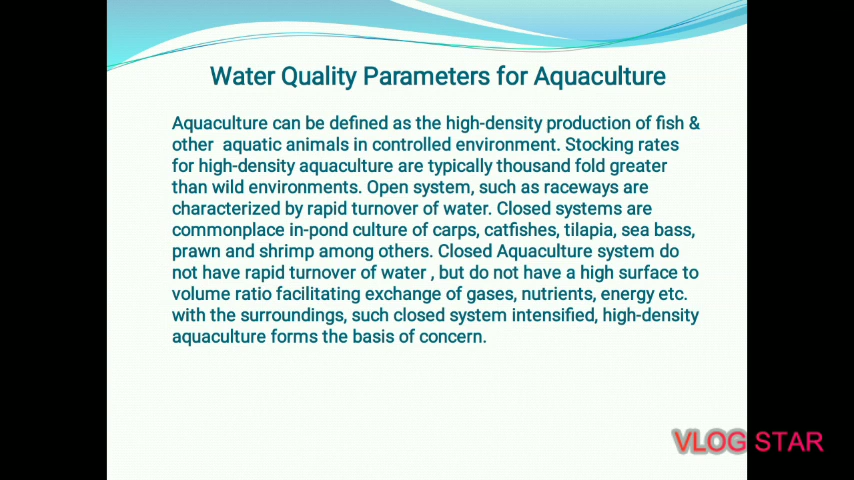 Water Quality Parameters for Aquaculture
Aquaculture can be defined as the high-density production of fish &
other aquatic animals in controlled environment. Stocking rates
for high-density aquaculture are typically thousand fold greater
than wild environments. Open system, such as raceways are
characterized by rapid turnover of water. Closed systems are
commonplace in-pond culture of carps, catfishes, tilapia, sea bass,
prawn and shrimp among others. Closed Aquaculture system do
not have rapid turnover of water , but do not have a high surface to
volume ratio facilitating exchange of gases, nutrients, energy etc.
with the surroundings, such closed system intensified, high-density
aquaculture forms the basis of concern.
VLOG STAR